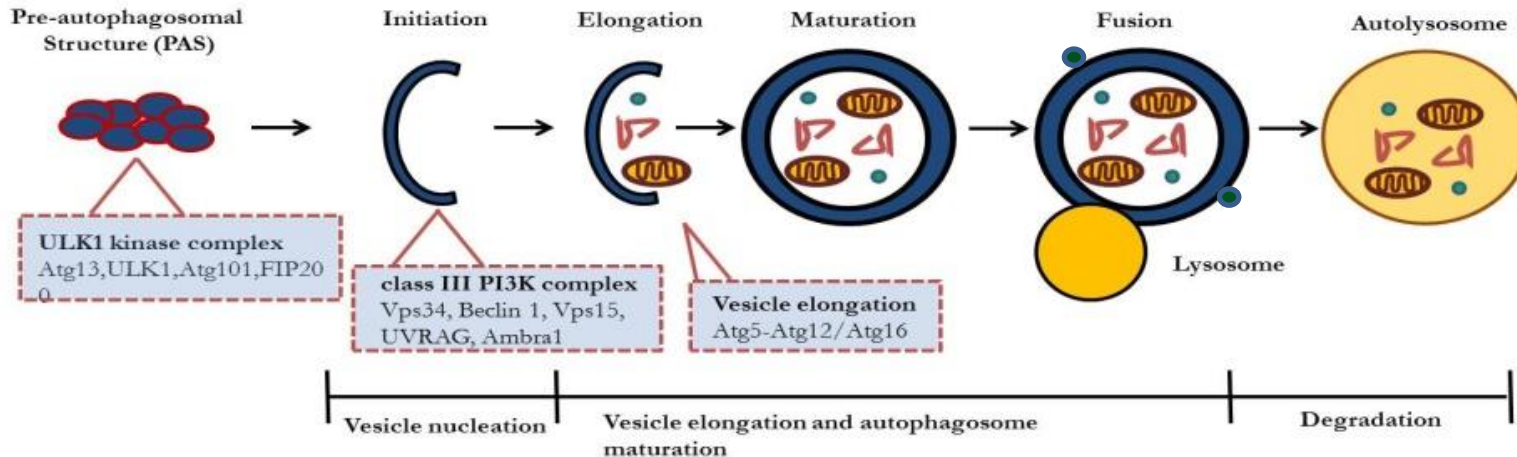 Pre-autophagosomal
Structure (PAS)
Initiation
Elongation
Maturation
Fusion
Autolysosome
ULK1 kinase complex
Atg13,ULK1,Atg101,FIP20
0
class III PI3K complex
Vps34, Beclin 1, Vps15,
UVRAG, Ambra1
Vesicle elongation
Atg5-Atg12/Atg16
Lysosome
Vesicle nucleation
Vesicle elongation and autophagosome
maturation
Degradation